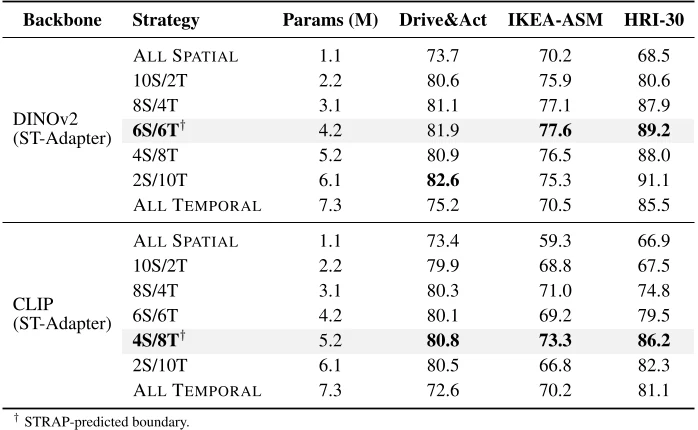 Backbone Strategy Params (M) Drive&Act IKEA-ASM HRI-30
DINOv2
(ST-Adapter)
ALL SPATIAL 1.1 73.7 70.2 68.5
10S/2T 2.2 80.6 75.9 80.6
8S/4T 3.1 81.1 77.1 87.9
6S/6T† 4.2 81.9 77.6 89.2
4S/8T 5.2 80.9 76.5 88.0
2S/10T 6.1 82.6 75.3 91.1
ALL TEMPORAL 7.3 75.2 70.5 85.5
CLIP
(ST-Adapter)
ALL SPATIAL 1.1 73.4 59.3 66.9
10S/2T 2.2 79.9 68.8 67.5
8S/4T 3.1 80.3 71.0 74.8
6S/6T 4.2 80.1 69.2 79.5
4S/8T† 5.2 80.8 73.3 86.2
2S/10T 6.1 80.5 66.8 82.3
ALL TEMPORAL 7.3 72.6 70.2 81.1
† STRAP-predicted boundary.